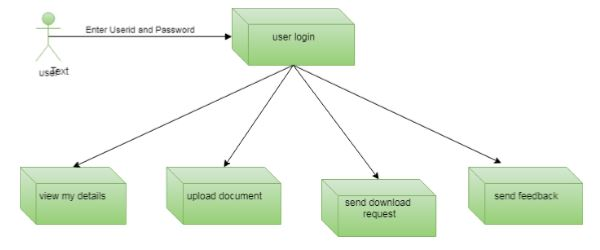 Enter Userid and Password
user login
user
Text
view my details
upload document
send download
request
send feedback